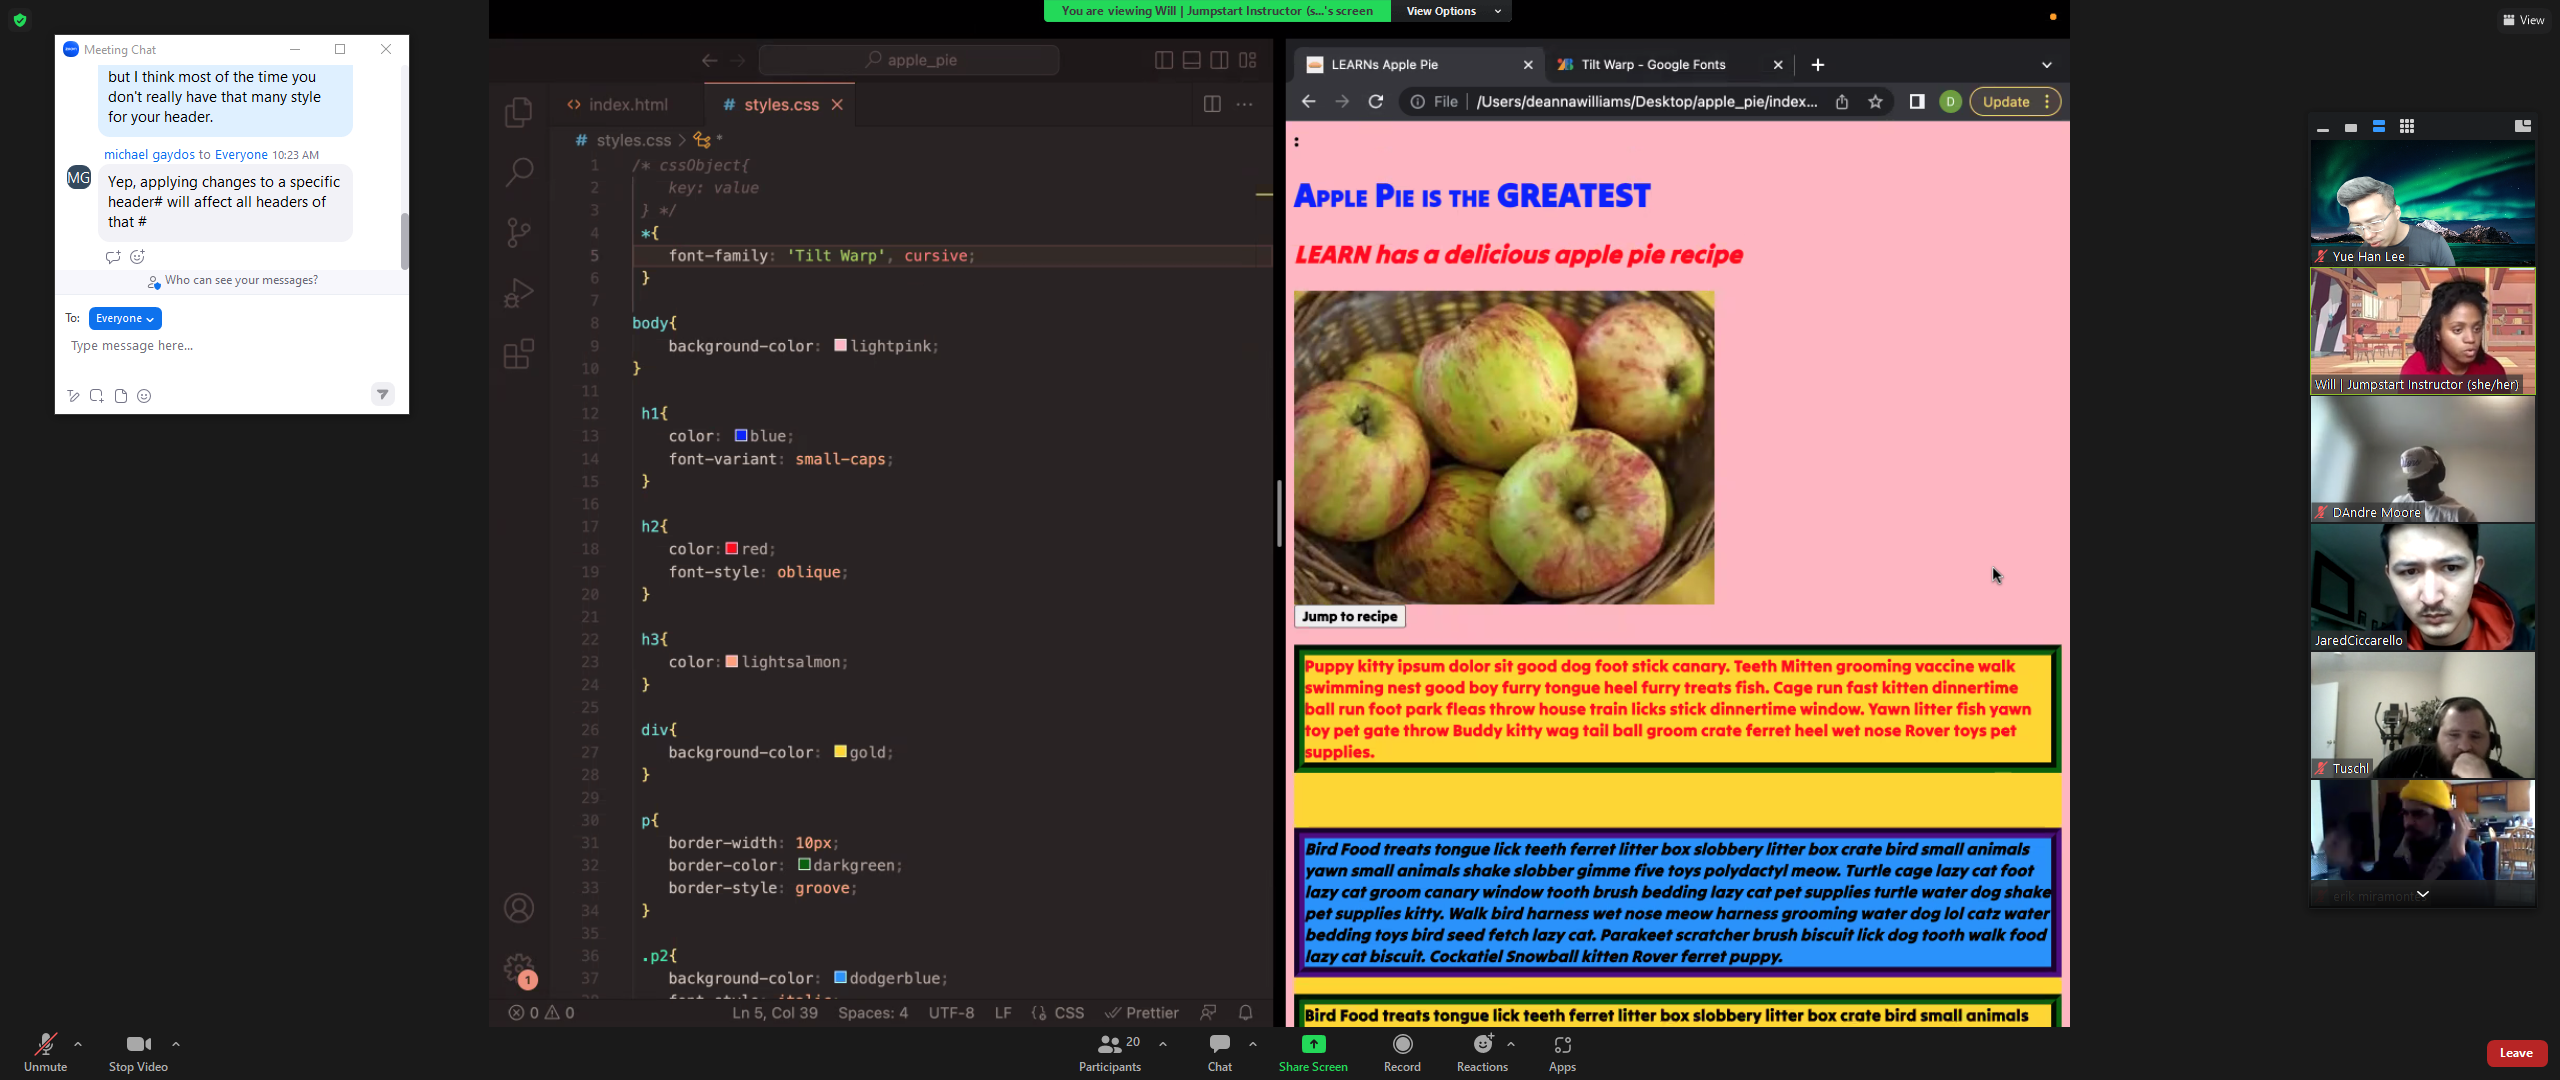 You are viewing Will | Jumpstart Instructor (s...'s screen
View Options
View
Meeting Chat
but I think most of the time you
don't really have that many style
for your header.
michael gaydos to Everyone 10:23 AM
MG
Yep, applying changes to a specific
header# will affect all headers of
that #
Who can see your messages?
To: Everyone
Type message here...
apple_pie
index.html
# styles.css
# styles.css > *
1 /* cssObject{
2 key: value
3 } */
4 *{
5 font-family: 'Tilt Warp', cursive;
6 }
7
8 body{
9 background-color: lightpink;
10 }
11
12 h1{
13 color: blue;
14 font-variant: small-caps;
15 }
16
17 h2{
18 color: red;
19 font-style: oblique;
20 }
21
22 h3{
23 color: lightsalmon;
24 }
25
26 div{
27 background-color: gold;
28 }
29
30 p{
31 border-width: 10px;
32 border-color: darkgreen;
33 border-style: groove;
34 }
35
36 .p2{
37 background-color: dodgerblue;
1
0 0
Ln 5, Col 39 Spaces: 4 UTF-8 LF {} CSS Prettier
LEARNs Apple Pie
Tilt Warp - Google Fonts
File | /Users/deannawilliams/Desktop/apple_pie/index...
D
Update
:
Apple Pie is the GREATEST
LEARN has a delicious apple pie recipe
Jump to recipe
Puppy kitty ipsum dolor sit good dog foot stick canary. Teeth Mitten grooming vaccine walk
swimming nest good boy furry tongue heel furry treats fish. Cage run fast kitten dinnertime
ball run foot park fleas throw house train licks stick dinnertime window. Yawn litter fish yawn
toy pet gate throw Buddy kitty wag tail ball groom crate ferret heel wet nose Rover toys pet
supplies.
Bird Food treats tongue lick teeth ferret litter box slobbery litter box crate bird small animals
yawn small animals shake slobber gimme five toys polydactyl meow. Turtle cage lazy cat foot
lazy cat groom canary window tooth brush bedding lazy cat pet supplies turtle water dog shake
pet supplies kitty. Walk bird harness wet nose meow harness grooming water dog lol catz water
bedding toys bird seed fetch lazy cat. Parakeet scratcher brush biscuit lick dog tooth walk food
lazy cat biscuit. Cockatiel Snowball kitten Rover ferret puppy.
Bird Food treats tongue lick teeth ferret litter box slobbery litter box crate bird small animals
Yue Han Lee
Will | Jumpstart Instructor (she/her)
DAndre Moore
JaredCiccarello
Tuschl
Unmute
Stop Video
Participants 20
Chat
Share Screen
Record
Reactions
Apps
Leave